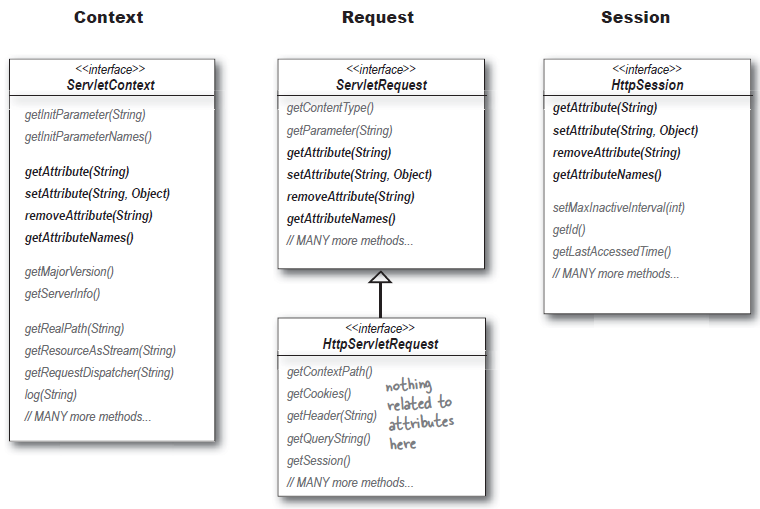 Context
<<interface>>
ServletContext
getInitParameter(String)
getInitParameterNames()
getAttribute(String)
setAttribute(String, Object)
removeAttribute(String)
getAttributeNames()
getMajorVersion()
getServerInfo()
getRealPath(String)
getResourceAsStream(String)
getRequestDispatcher(String)
log(String)
// MANY more methods...
Request
<<interface>>
ServletRequest
getContentType()
getParameter(String)
getAttribute(String)
setAttribute(String, Object)
removeAttribute(String)
getAttributeNames()
// MANY more methods...
<<interface>>
HttpServletRequest
getContextPath()
getCookies()
getHeader(String)
getQueryString()
getSession()
// MANY more methods...
nothing
related to
attributes
here
Session
<<interface>>
HttpSession
getAttribute(String)
setAttribute(String, Object)
removeAttribute(String)
getAttributeNames()
setMaxInactiveInterval(int)
getId()
getLastAccessedTime()
// MANY more methods...